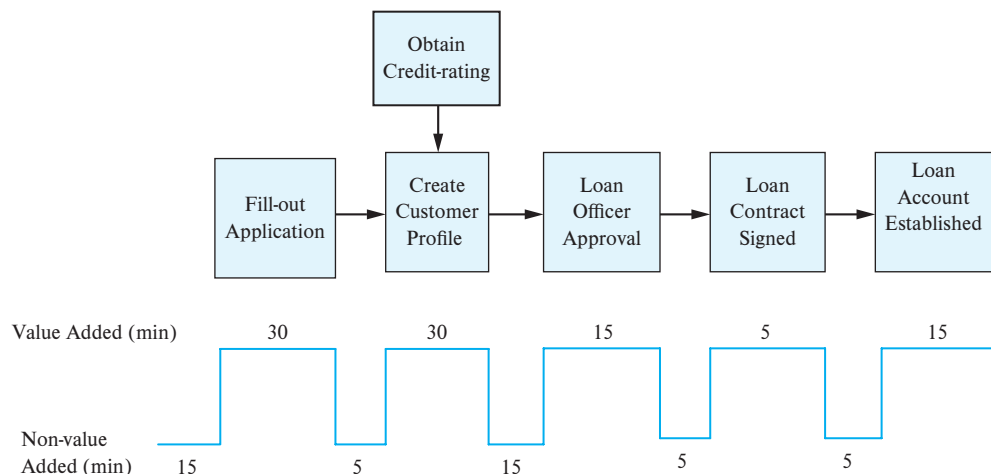 Obtain
Credit-rating
Fill-out
Application
Create
Customer
Profile
Loan
Officer
Approval
Loan
Contract
Signed
Loan
Account
Established
Value Added (min) 30 30 15 5 15
Non-value
Added (min) 15 5 15 5 5